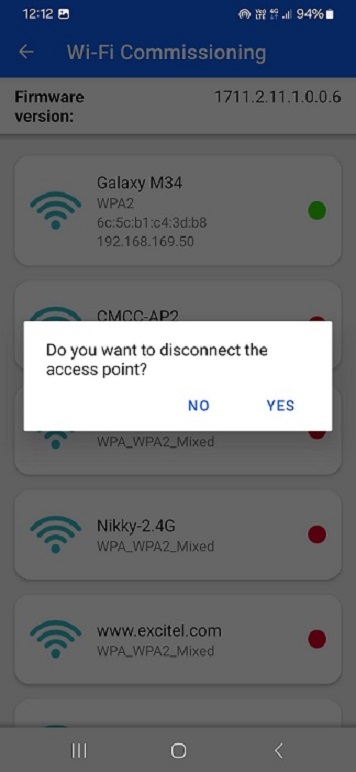 12:12
94%
Wi-Fi Commissioning
Firmware version:
1711.2.11.1.0.0.6
Galaxy M34
WPA2
6c:5c:b1:c4:3d:b8
192.168.169.50
CMCC-AP2
Do you want to disconnect the
access point?
NO
YES
WPA_WPA2_Mixed
Nikky-2.4G
WPA_WPA2_Mixed
www.excitel.com
WPA_WPA2_Mixed